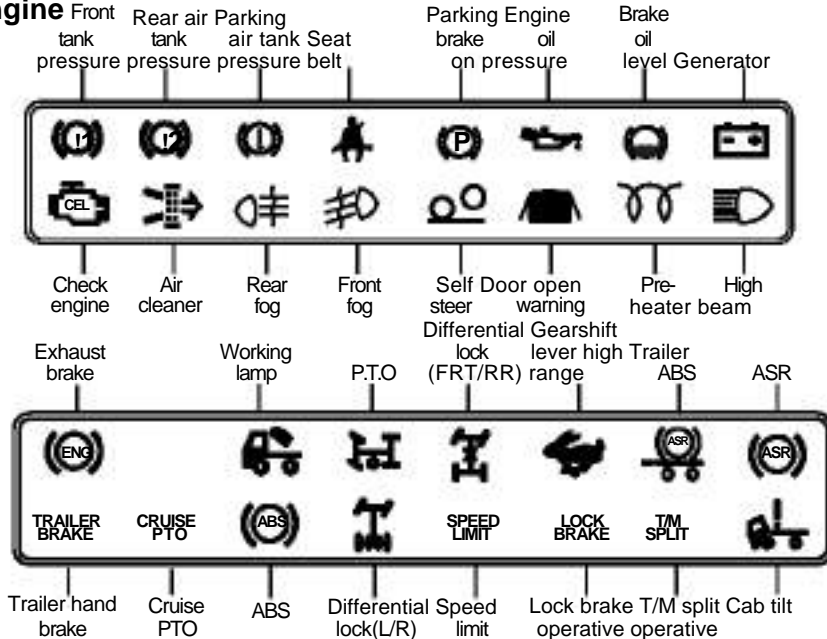 ngine Front
Rear air Parking
Parking Engine
Brake
tank
tank
air tank Seat
brake
oil
oil
pressure pressure pressure belt
on pressure
level Generator
!1
!2
P
CEL
Check
Air
Rear
Front
Self Door open
Pre-
High
engine
cleaner
fog
fog
steer
warning
heater beam
Differential Gearshift
Exhaust
Working
lock
lever high Trailer
brake
lamp
P.T.O
(FRT/RR) range
ABS
ASR
ENG
ASR
ASR
TRAILER
BRAKE
CRUISE
PTO
ABS
SPEED
LIMIT
LOCK
BRAKE
T/M
SPLIT
Trailer hand
Cruise
ABS
Differential Speed
Lock brake T/M split Cab tilt
brake
PTO
lock(L/R)
limit
operative operative